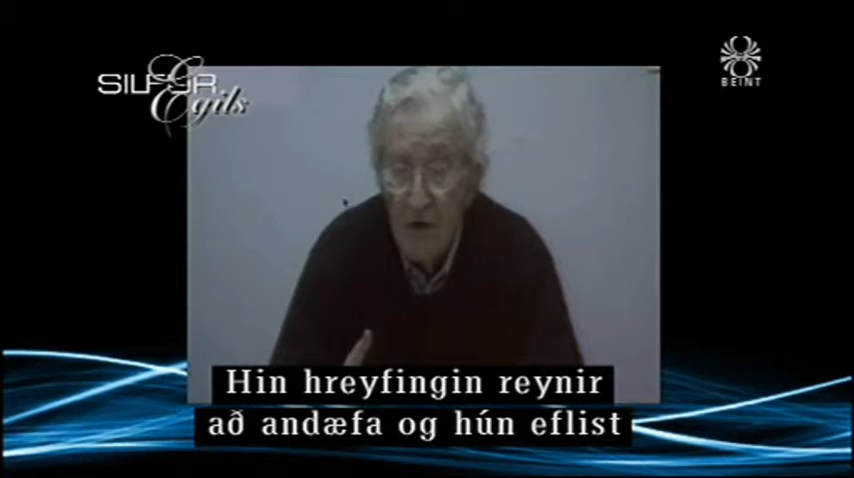 SILFUR
Egils
BEINT
Hin hreyfingin reynir
að andæfa og hún eflist